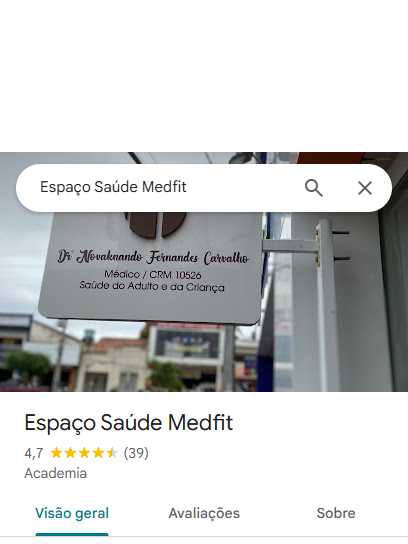 Espaço Saúde Medfit
Drº Novaknando Fernandes Carvalho
Médico / CRM 10526
Saúde do Adulto e da Criança
Espaço Saúde Medfit
4,7 (39)
Academia
Visão geral Avaliações Sobre